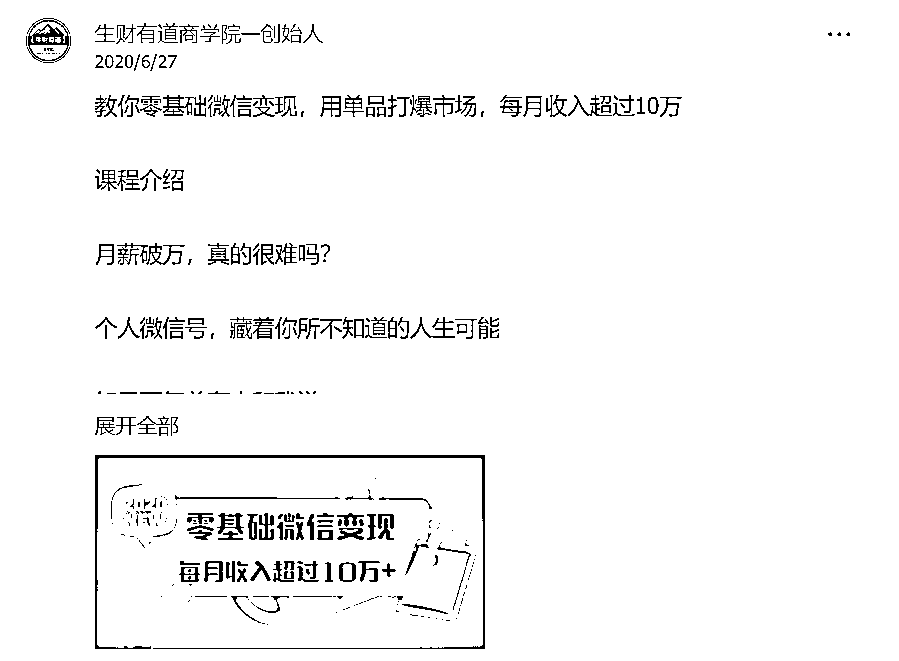 生财有道商学院—创始人
2020/6/27
教你零基础微信变现，用单品打爆市场，每月收入超过10万
课程介绍
月薪破万，真的很难吗？
个人微信号，藏着你所不知道的人生可能
展开全部
2020
NEW
零基础微信变现
每月收入超过10万+